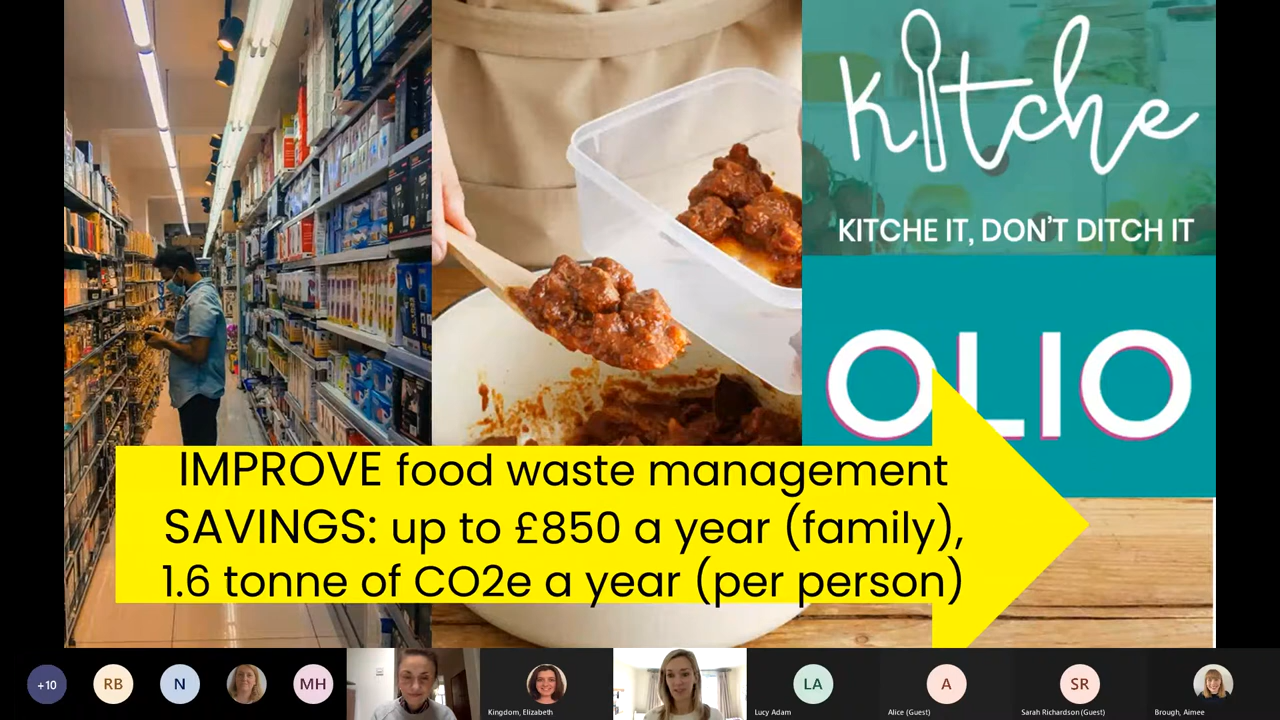 Kitche
KITCHE IT, DON'T DITCH IT
OLIO
IMPROVE food waste management
SAVINGS: up to £850 a year (family),
1.6 tonne of CO2e a year (per person)
+10
RB
N
MH
Kingdom, Elizabeth
LA
Lucy Adam
A
Alice (Guest)
SR
Sarah Richardson (Guest)
Brough, Aimee